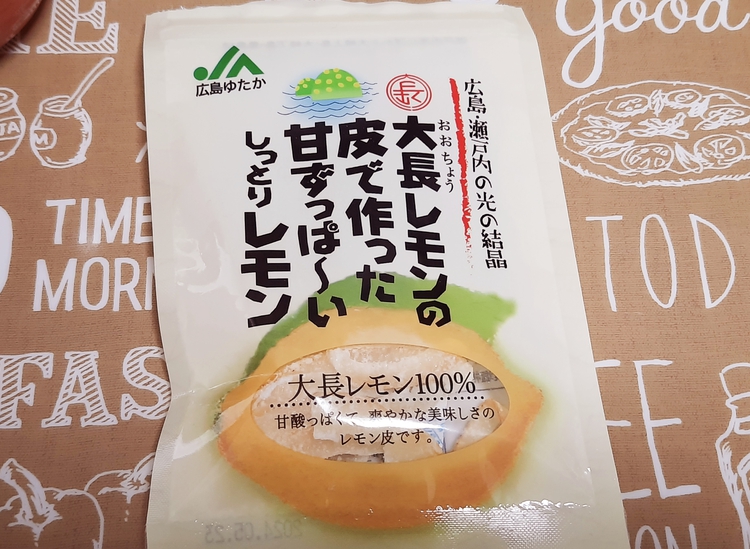 JA
広島ゆたか
広島・瀬戸内の光の結晶
おおちょう
大長レモンの
皮で作った
甘ずっぱ〜い
しっとりレモン
大長レモン100%
甘酸っぱくて、爽やかな美味しさの
レモン皮です。
2024.05.23
Good
TIME
MORN
FAS
TOD